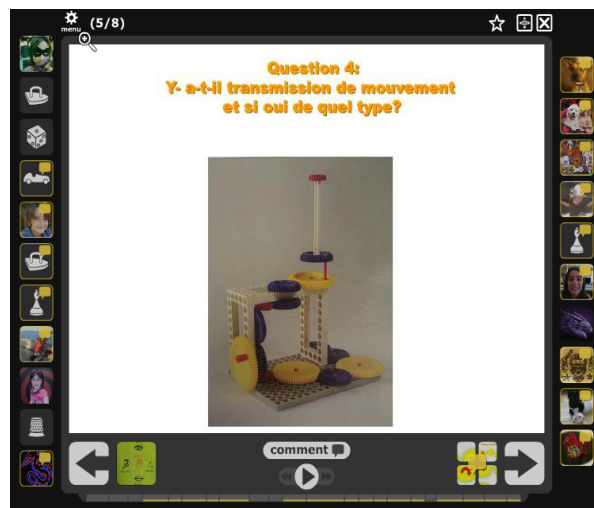 menu
(5/8)
Question 4:
Y- a-t-il transmission de mouvement
et si oui de quel type?
comment